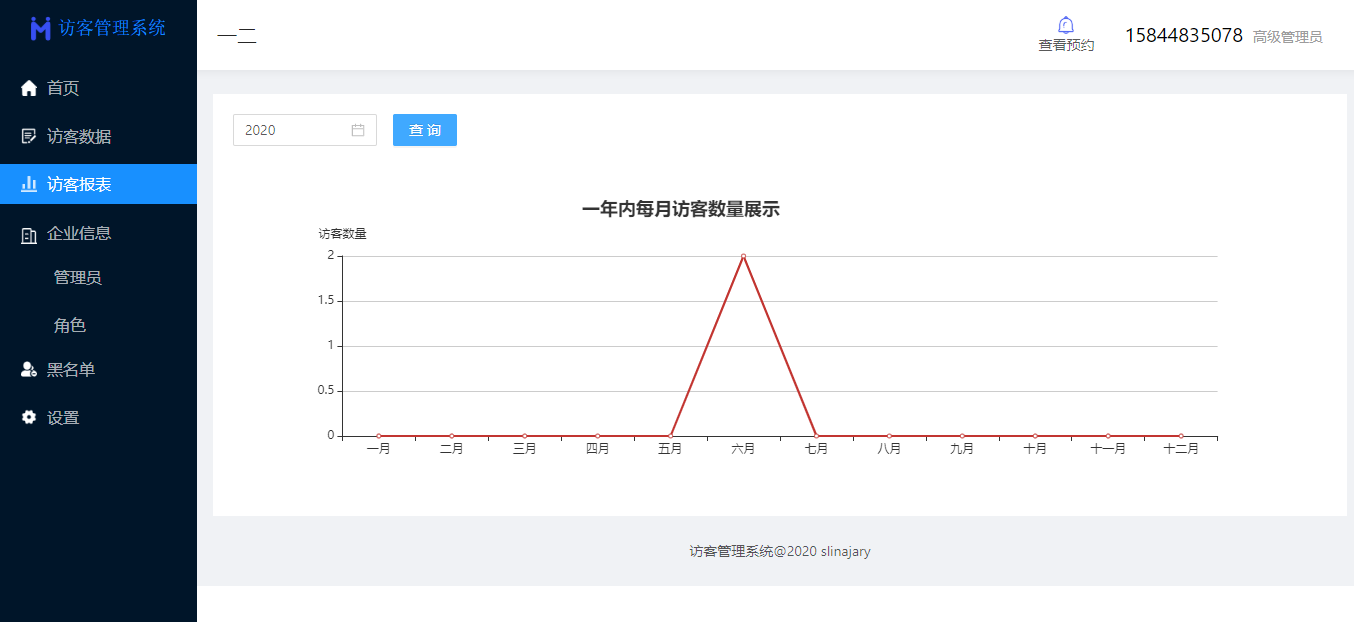 访客管理系统
首页
访客数据
访客报表
企业信息
管理员
角色
黑名单
设置
一二
查看预约
15844835078 高级管理员
2020
查 询
一年内每月访客数量展示
访客数量
2
1.5
1
0.5
0
一月 二月 三月 四月 五月 六月 七月 八月 九月 十月 十一月 十二月
访客管理系统@2020 slinajary